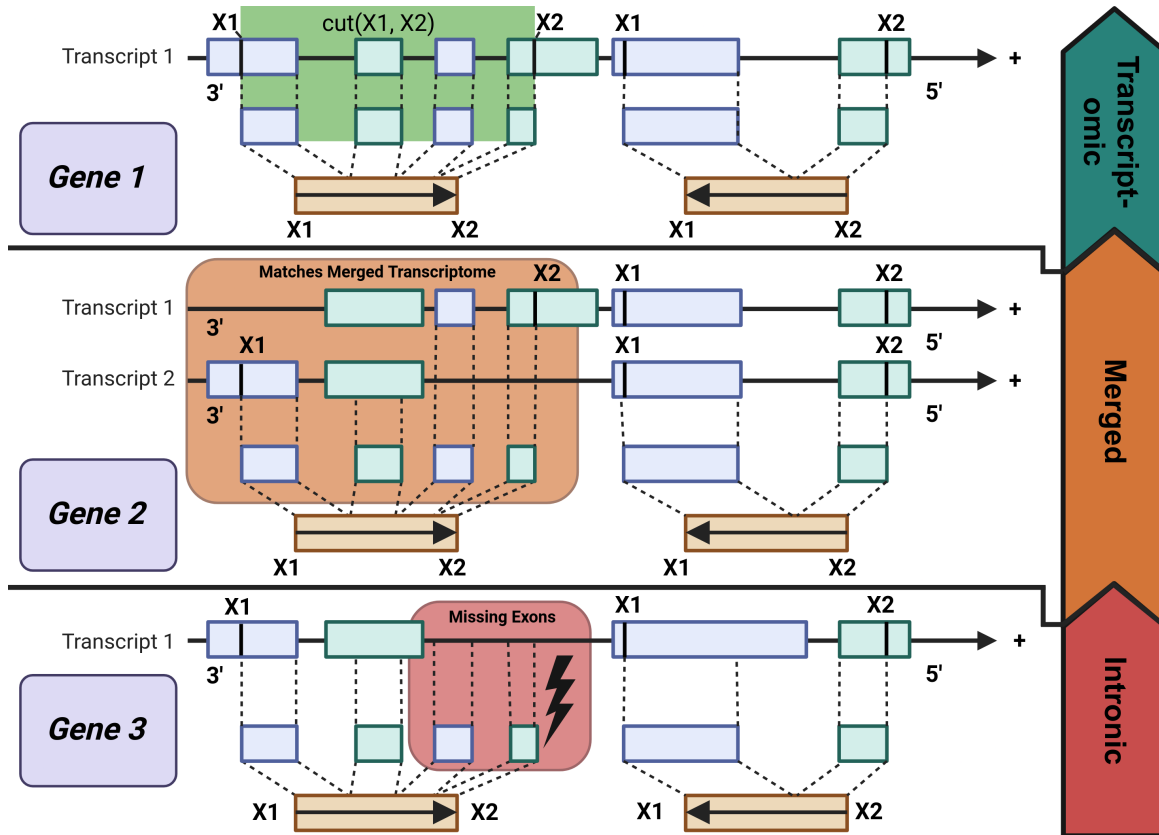 X1 cut(X1, X2) X2 X1 X2
Transcript 1 +
3' 5'
Gene 1
X1 X2 X1 X2
Transcript-
omic
Matches Merged Transcriptome X2 X1 X2
Transcript 1 +
3' 5'
X1 X1 X2
Transcript 2 +
3' 5'
Gene 2
X1 X2 X1 X2
Merged
X1 Missing Exons X1 X2
Transcript 1 +
3' 5'
Gene 3
X1 X2 X1 X2
Intronic